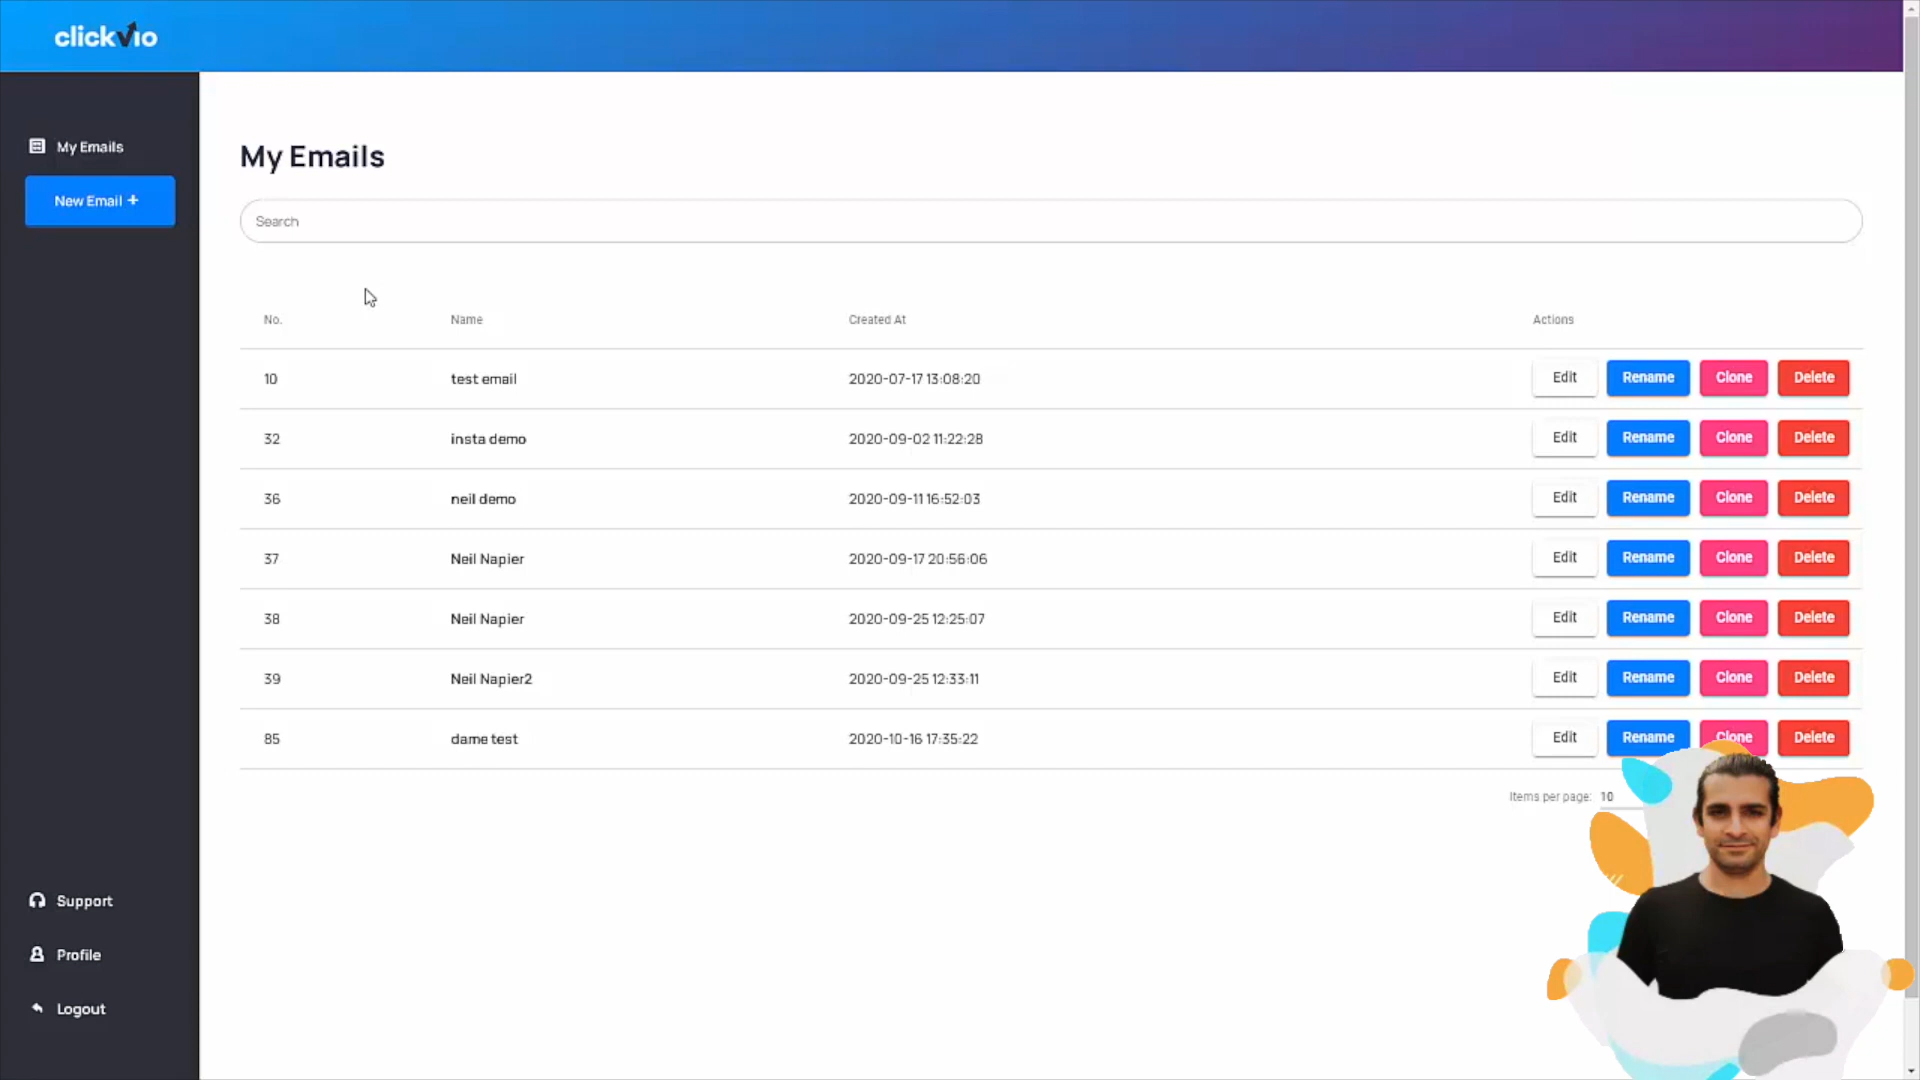 clickvio
My Emails
New Email +
My Emails
Search
No. Name Created At Actions
10 test email 2020-07-17 13:08:20 Edit Rename Clone Delete
32 insta demo 2020-09-02 11:22:28 Edit Rename Clone Delete
36 neil demo 2020-09-11 16:52:03 Edit Rename Clone Delete
37 Neil Napier 2020-09-17 20:56:06 Edit Rename Clone Delete
38 Neil Napier 2020-09-25 12:25:07 Edit Rename Clone Delete
39 Neil Napier2 2020-09-25 12:33:11 Edit Rename Clone Delete
85 dame test 2020-10-16 17:35:22 Edit Rename Clone Delete
Items per page: 10
Support
Profile
Logout